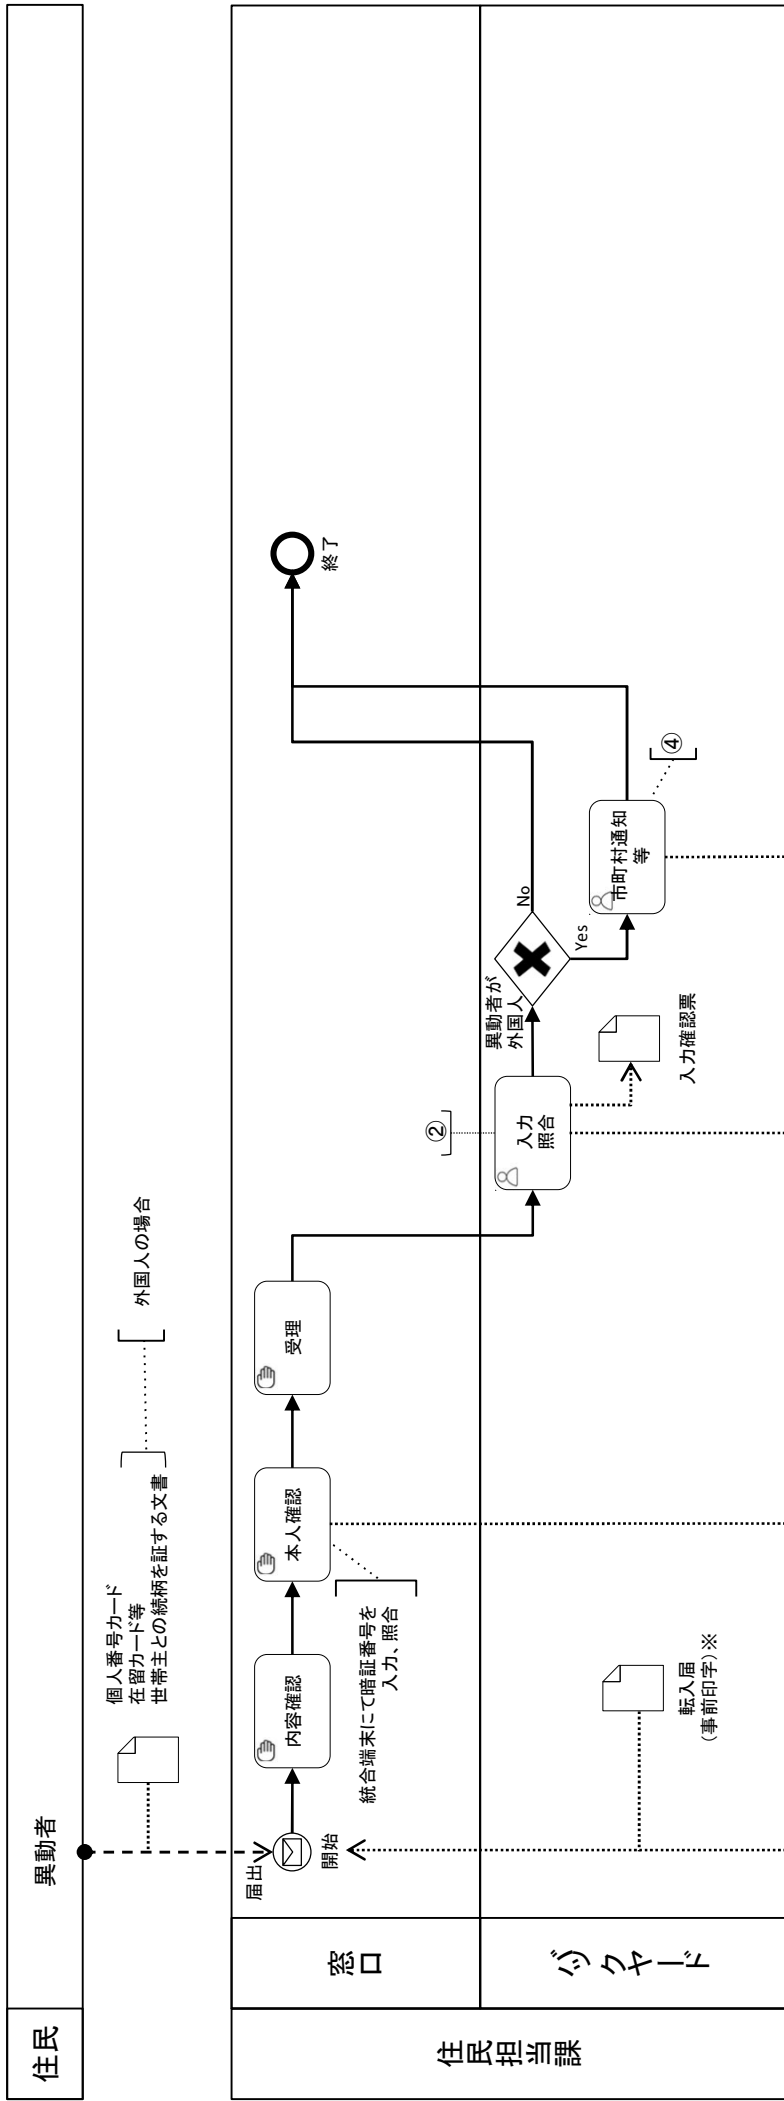 住民
異動者
個人番号カード
在留カード等
世帯主との続柄を証する文書
外国人の場合
住民担当課
窓口
届出
開始
内容確認
本人確認
統合端末にて暗証番号を
入力、照合
受理
終了
バックヤード
転入届
(事前印字)※
②
入力
照合
入力確認票
異動者が
外国人
No
Yes
市町村通知
等
④